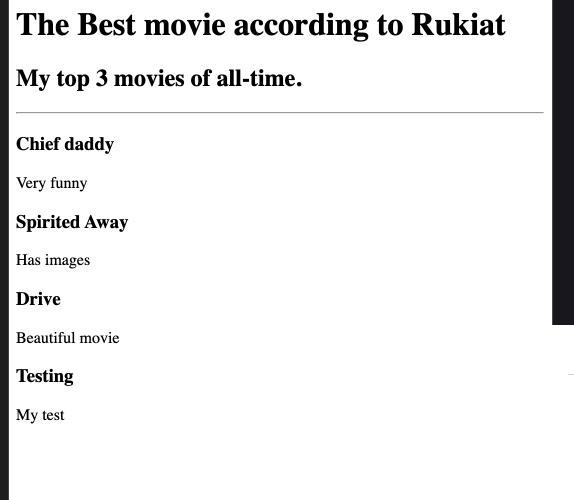 The Best movie according to Rukiat
My top 3 movies of all-time.
Chief daddy
Very funny
Spirited Away
Has images
Drive
Beautiful movie
Testing
My test